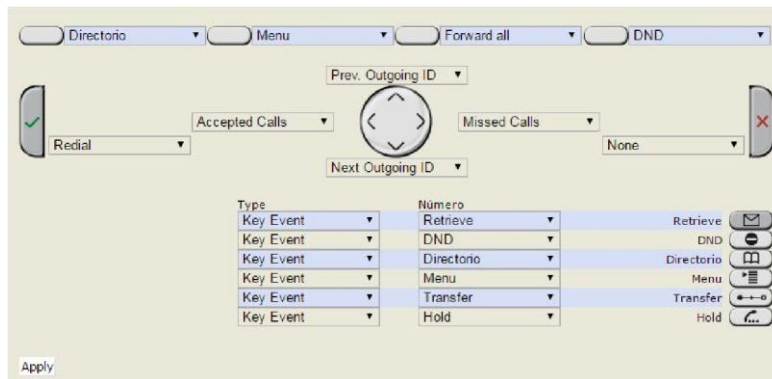 Directorio Menu Forward all DND
Prev. Outgoing ID
Accepted Calls Missed Calls
Redial None
Next Outgoing ID
Type Número
Key Event Retrieve Retrieve
Key Event DND DND
Key Event Directorio Directorio
Key Event Menu Menu
Key Event Transfer Transfer
Key Event Hold Hold
Apply